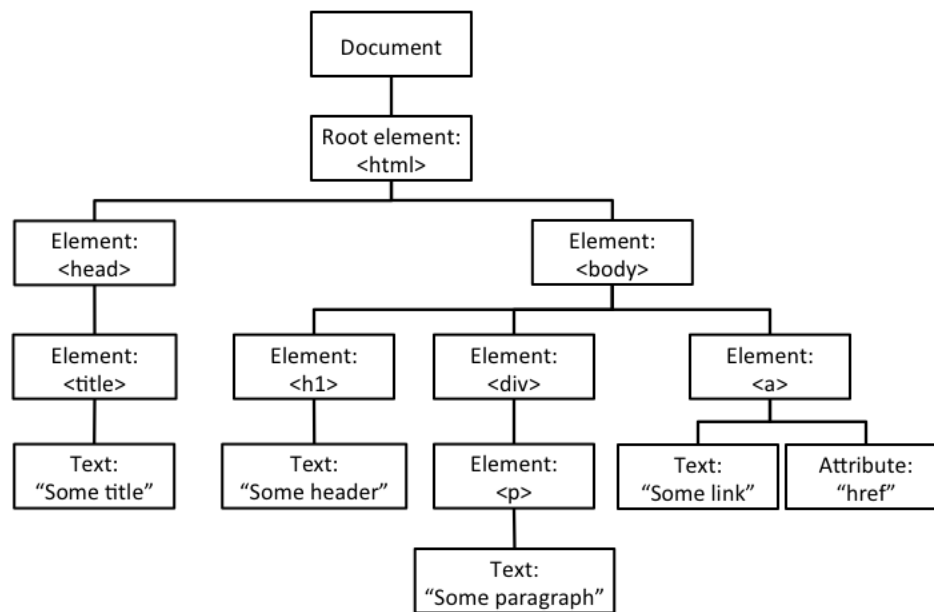 Document
Root element:
<html>
Element:
<head>
Element:
<body>
Element:
<title>
Element:
<h1>
Element:
<div>
Element:
<a>
Text:
“Some title”
Text:
“Some header”
Element:
<p>
Text:
“Some link”
Attribute:
“href”
Text:
“Some paragraph”